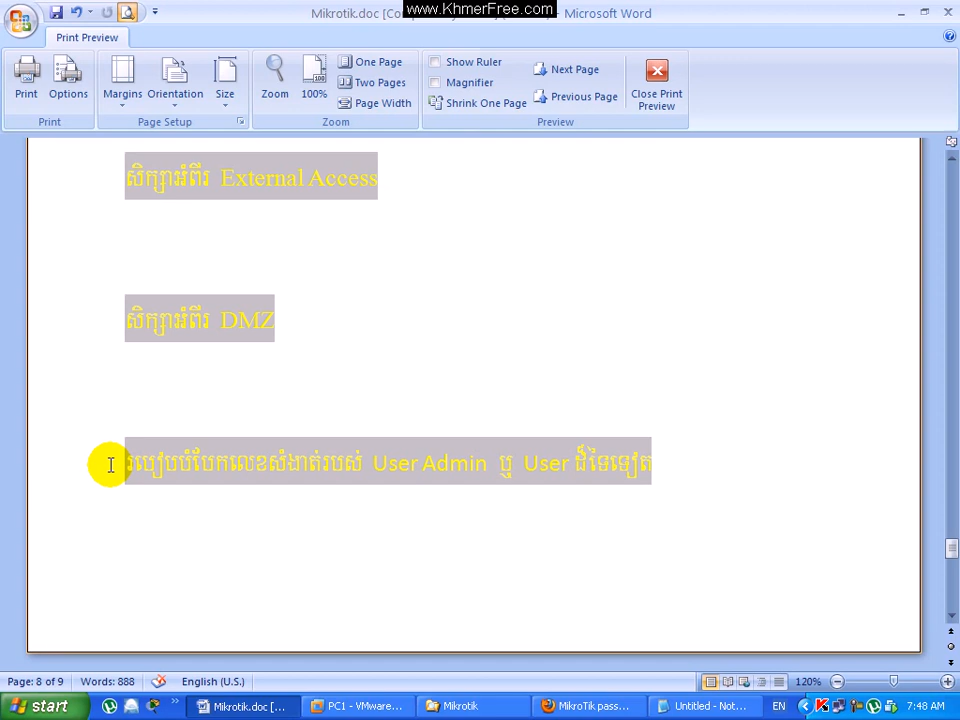 Mikrotik.doc [Com
www.KhmerFree.com
Microsoft Word
Print Preview
Print
Options
Margins
Orientation
Size
Zoom
100%
One Page
Two Pages
Page Width
Show Ruler
Magnifier
Shrink One Page
Next Page
Previous Page
Close Print Preview
Print
Page Setup
Zoom
Preview
សិក្សាអំពីរ External Access
សិក្សាអំពីរ DMZ
របៀបបំបែកលេខសំងាត់របស់ User Admin ឬ User ដ៏ទៃទៀត
Page: 8 of 9
Words: 888
English (U.S.)
120%
start
Mikrotik.doc [...
PC1 - VMware...
Mikrotik
MikroTik pass...
Untitled - Not...
EN
7:48 AM